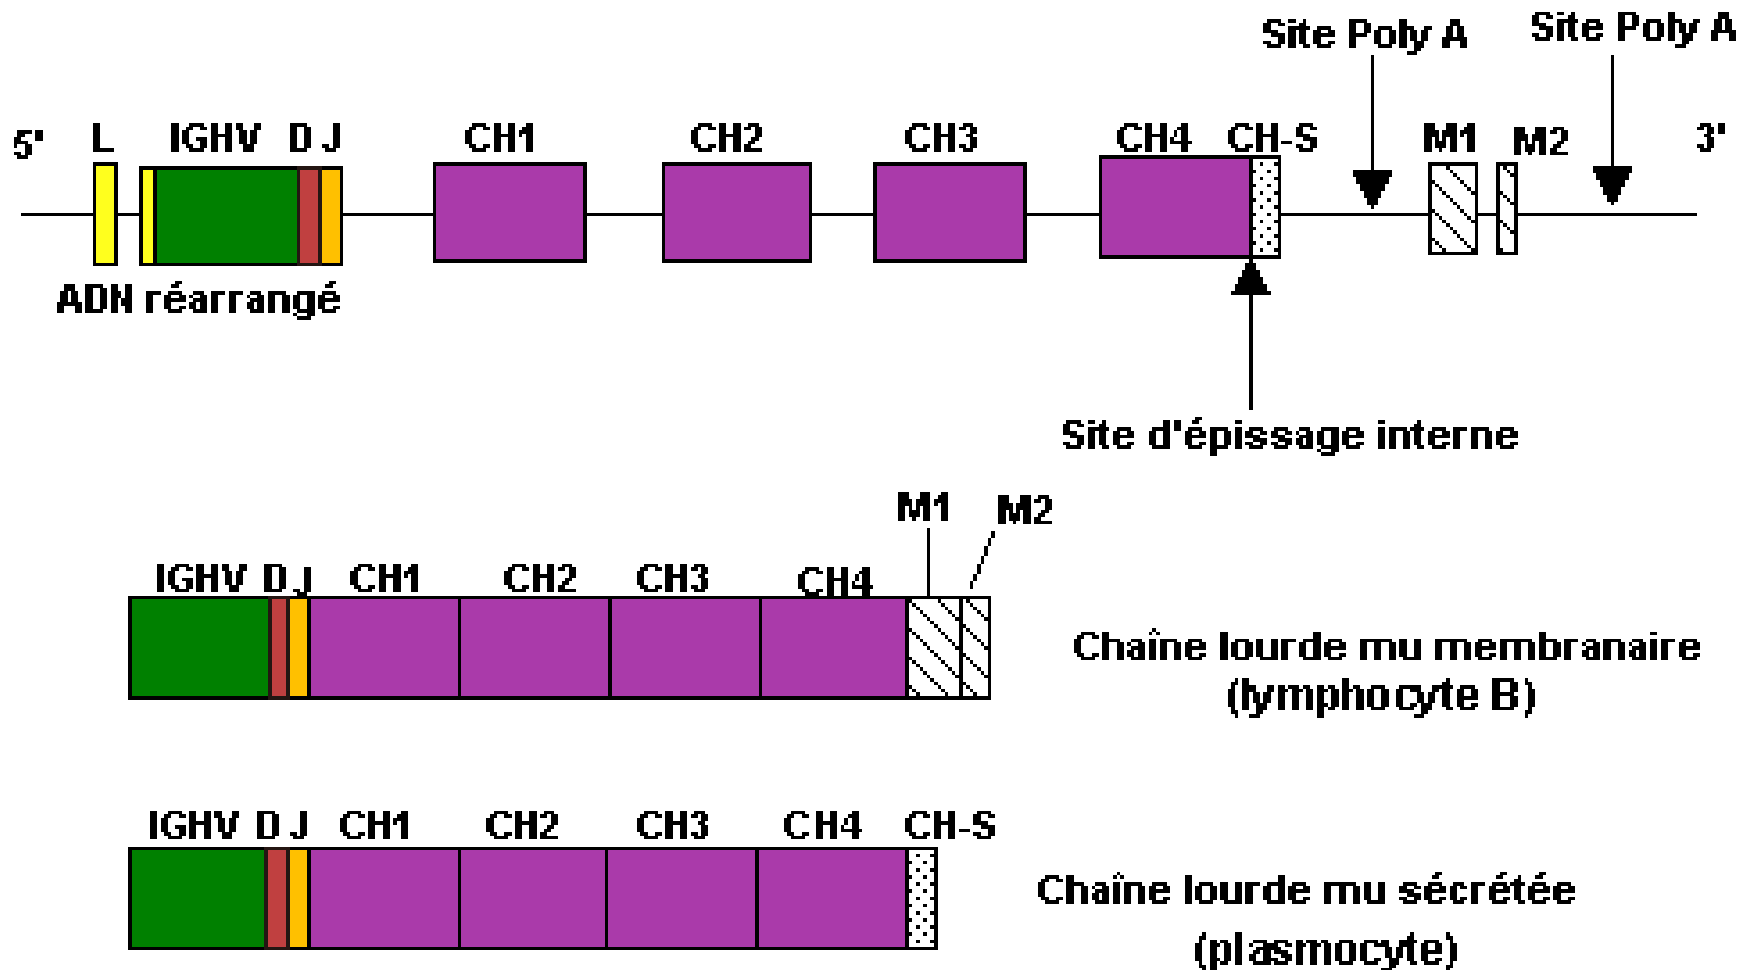 Site Poly A Site Poly A
5' L IGHV D J CH1 CH2 CH3 CH4 CH-S M1 M2 3'
ADN réarrangé
Site d'épissage interne
M1 M2
IGHV D J CH1 CH2 CH3 CH4
Chaîne lourde mu membranaire
(lymphocyte B)
IGHV D J CH1 CH2 CH3 CH4 CH-S
Chaîne lourde mu sécrétée
(plasmocyte)